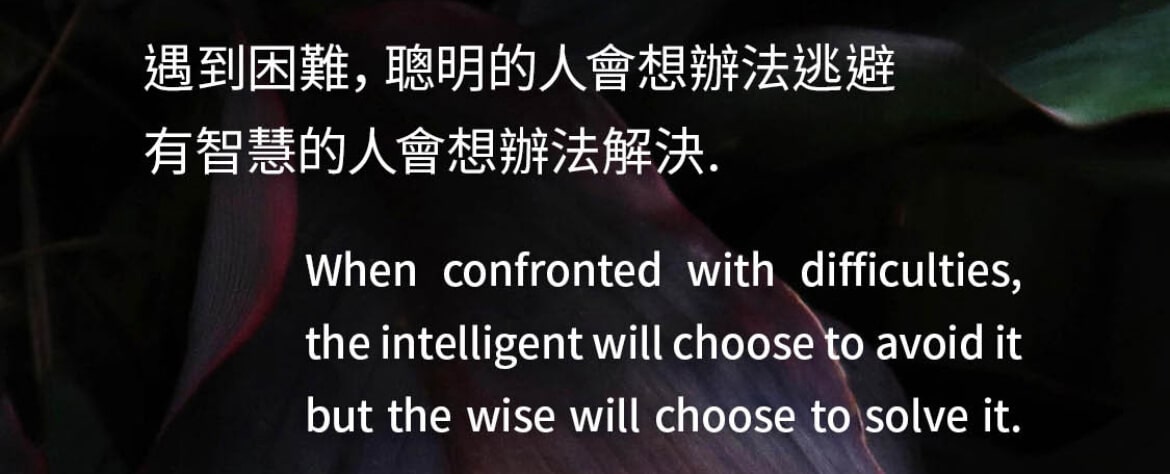 遇到困難, 聰明的人會想辦法逃避
有智慧的人會想辦法解決.
When confronted with difficulties,
the intelligent will choose to avoid it
but the wise will choose to solve it.